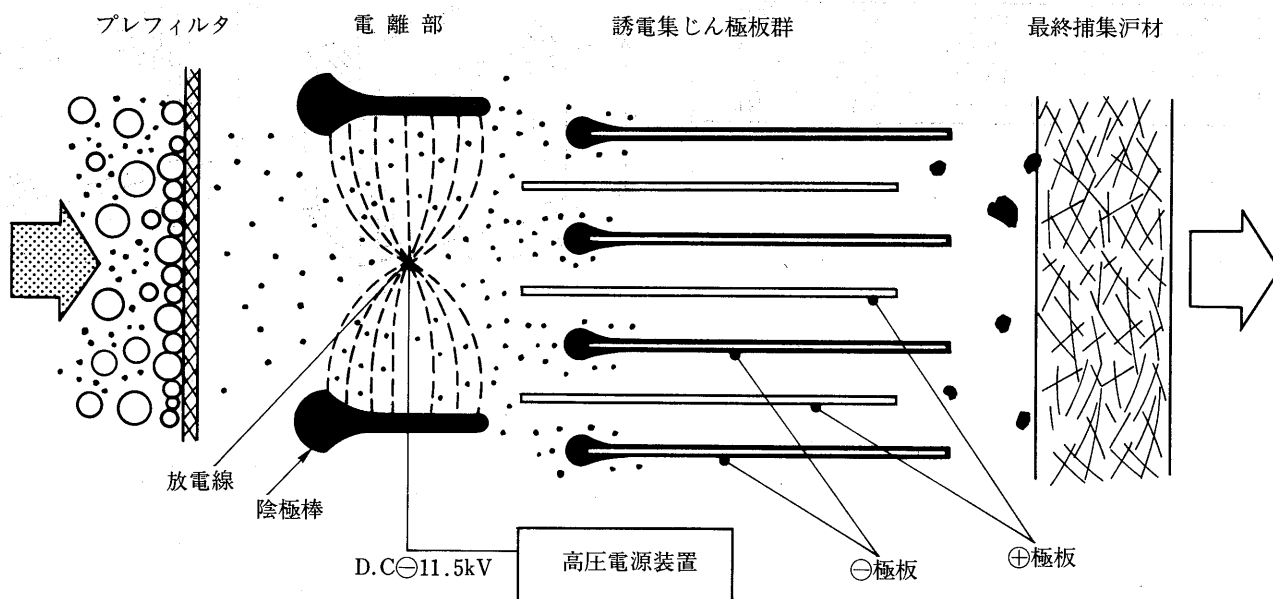 プレフィルタ
電離部
誘電集じん極板群
最終捕集沪材
放電線
陰極棒
D.C⊖11.5kV
高圧電源装置
⊖極板
⊕極板